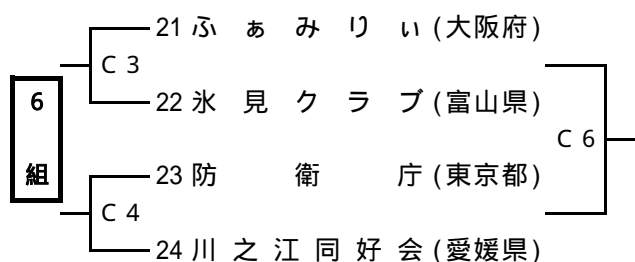 21 ふぁみりぃ (大阪府)
C 3
22 氷見クラブ (富山県)
6組
C 6
23 防衛庁 (東京都)
C 4
24 川之江同好会 (愛媛県)